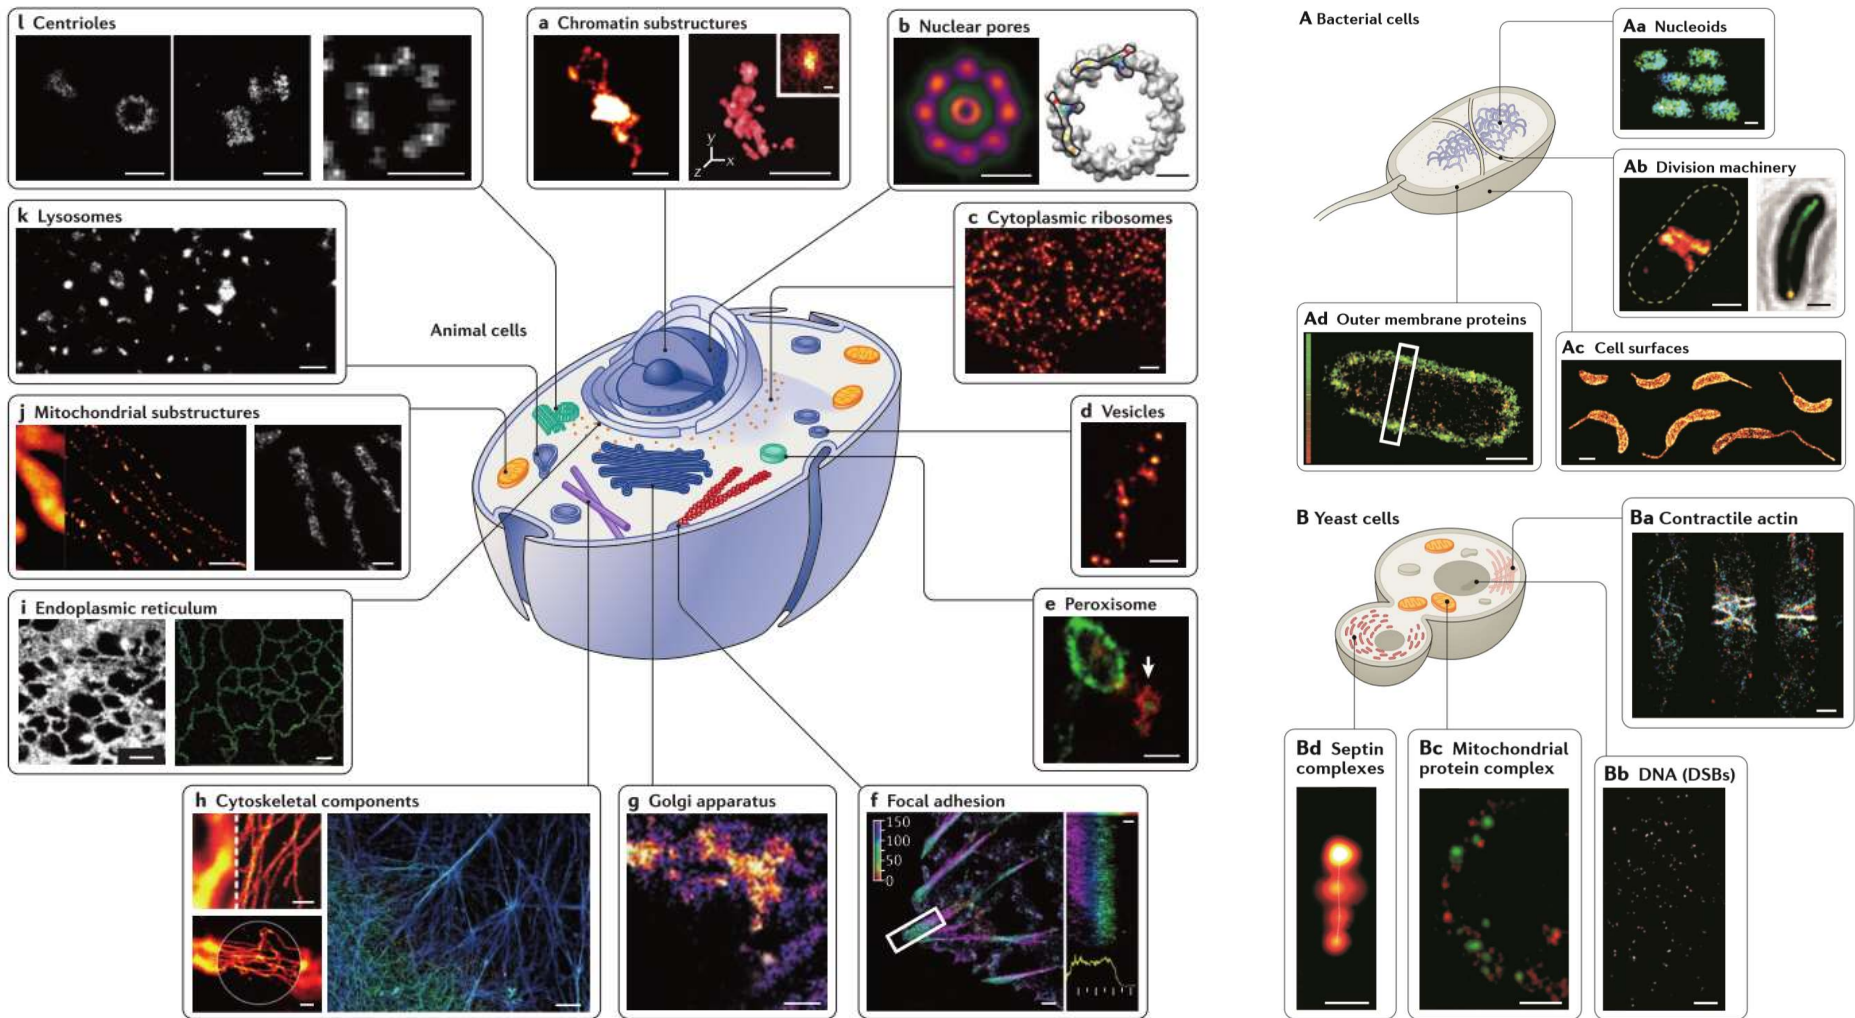 l Centrioles
a Chromatin substructures
y
x
z
b Nuclear pores
k Lysosomes
c Cytoplasmic ribosomes
Animal cells
j Mitochondrial substructures
d Vesicles
i Endoplasmic reticulum
e Peroxisome
h Cytoskeletal components
g Golgi apparatus
f Focal adhesion
150
100
50
0
A Bacterial cells
Aa Nucleoids
Ab Division machinery
Ad Outer membrane proteins
Ac Cell surfaces
B Yeast cells
Ba Contractile actin
Bd Septin
complexes
Bc Mitochondrial
protein complex
Bb DNA (DSBs)